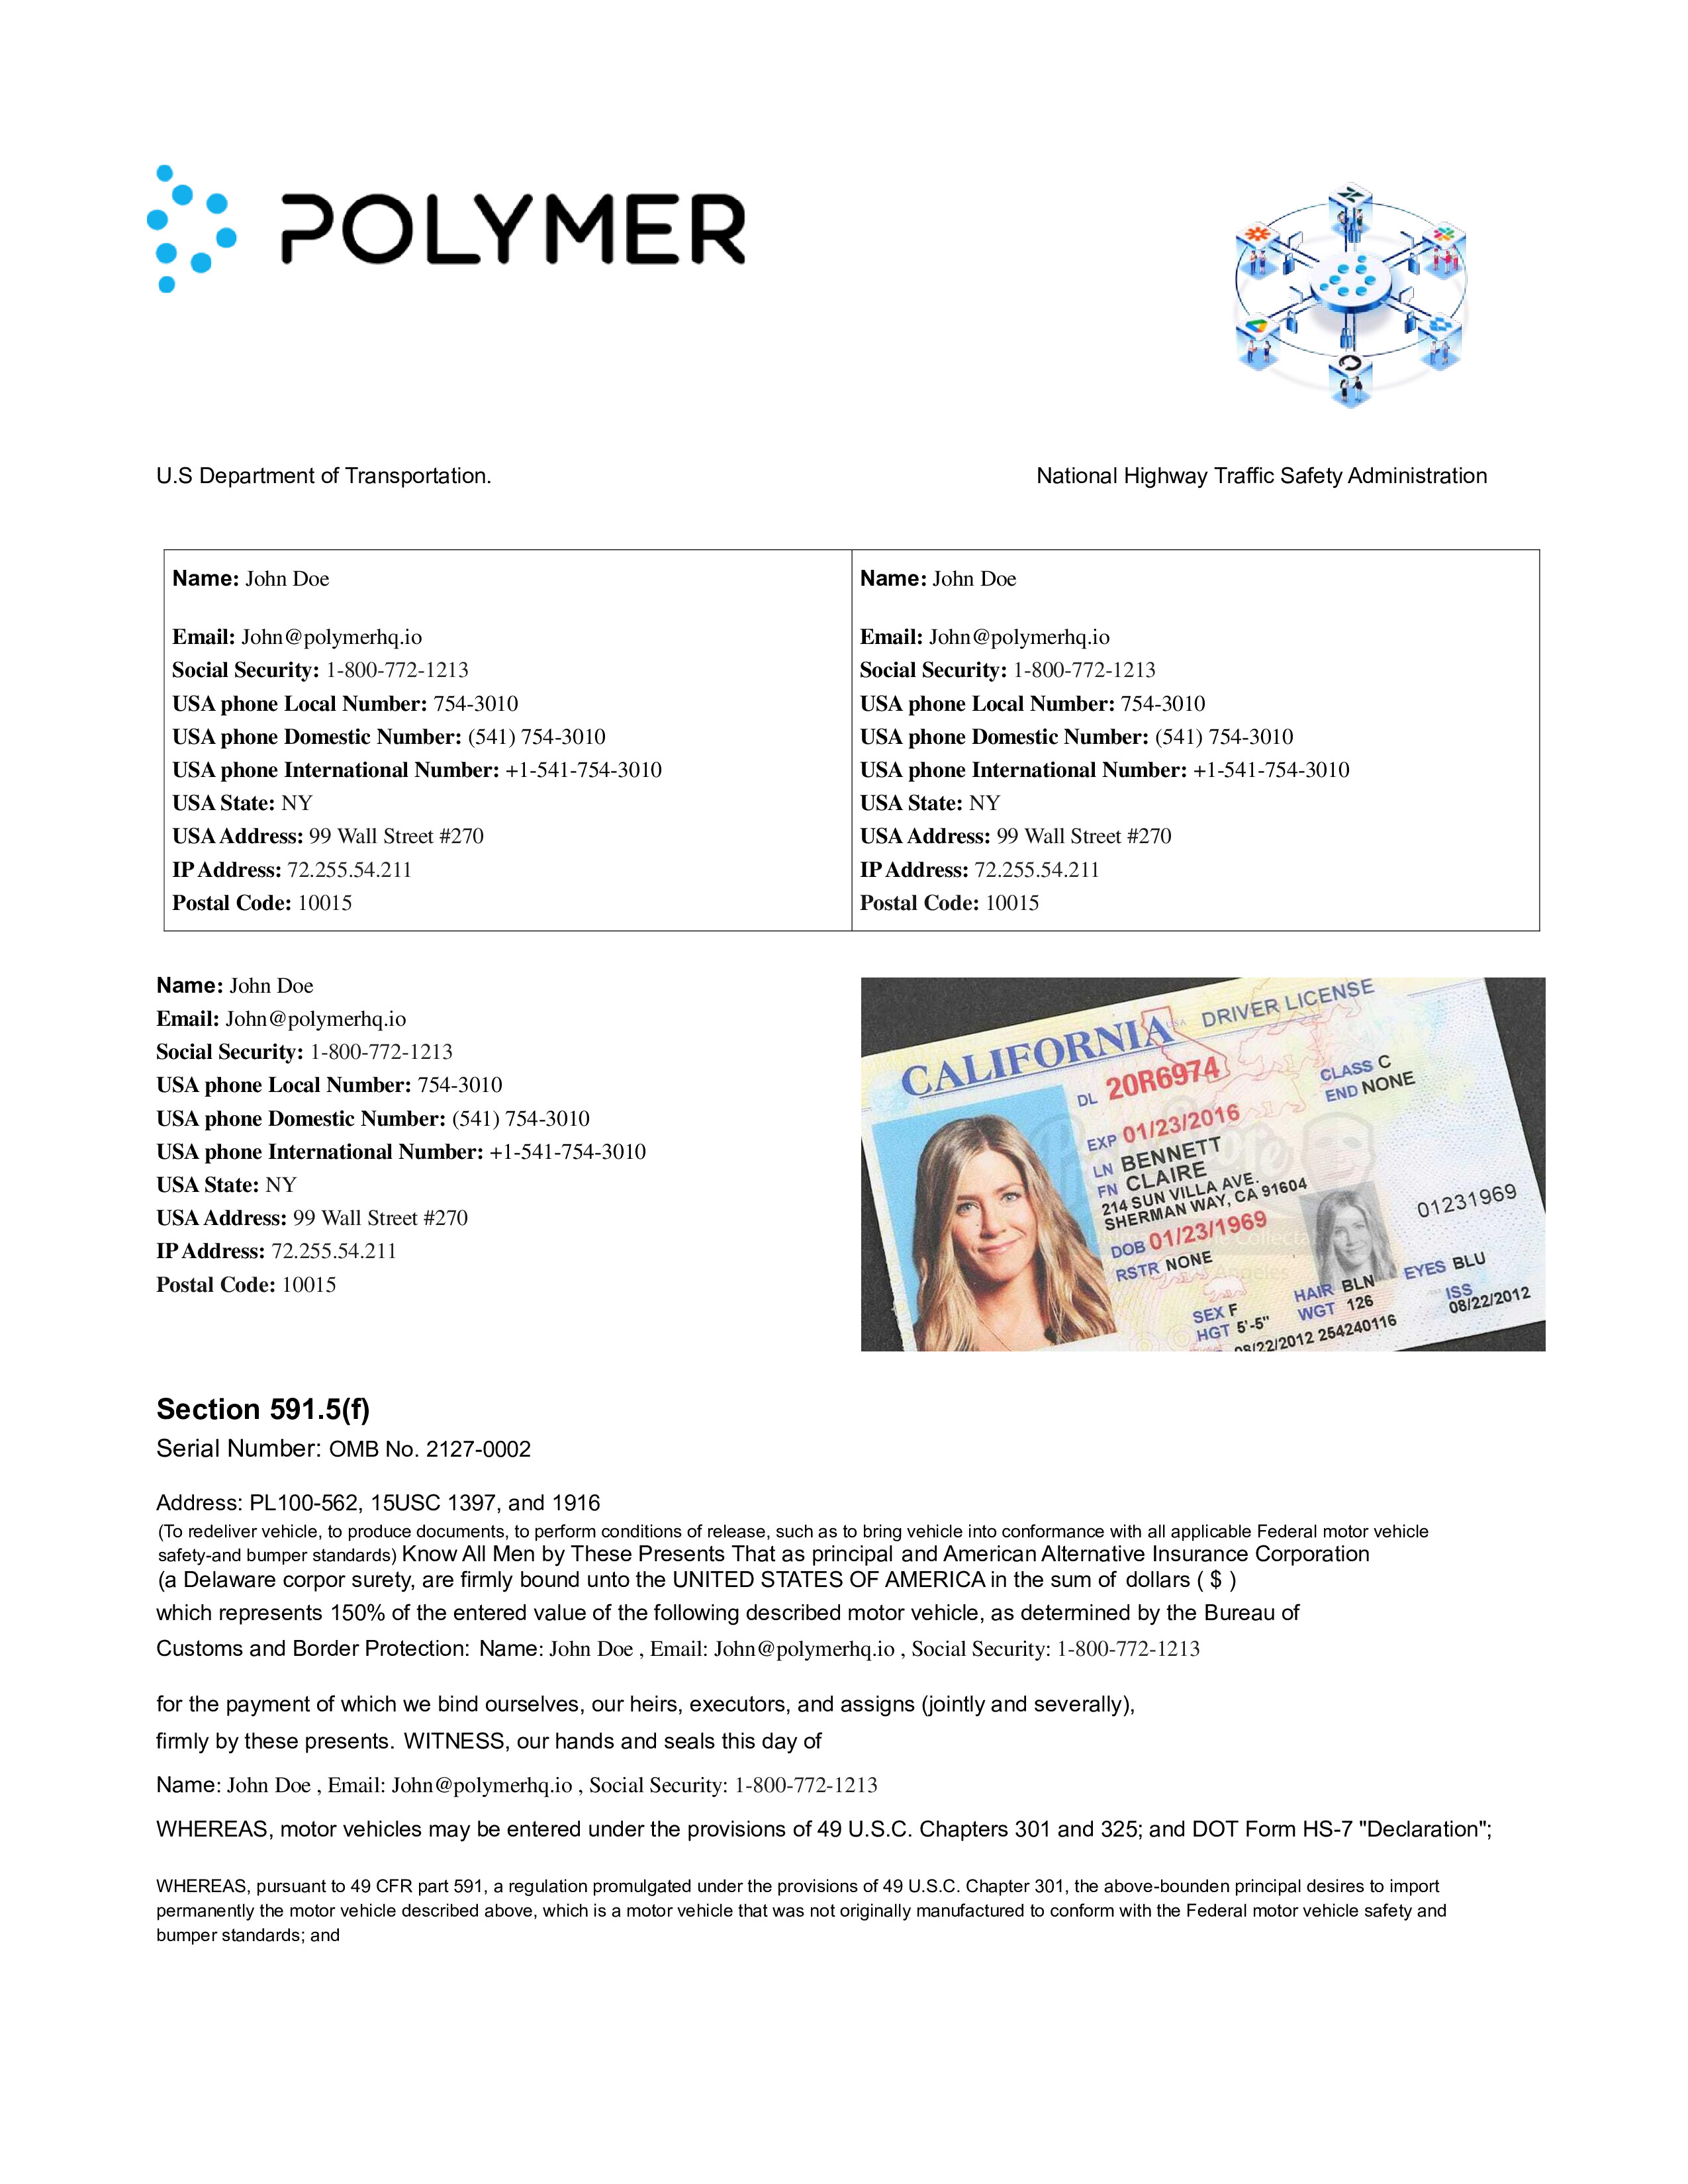 POLYMER
U.S Department of Transportation.
National Highway Traffic Safety Administration
Name: John Doe
Email: John@polymerhq.io
Social Security: 1-800-772-1213
USA phone Local Number: 754-3010
USA phone Domestic Number: (541) 754-3010
USA phone International Number: +1-541-754-3010
USA State: NY
USA Address: 99 Wall Street #270
IP Address: 72.255.54.211
Postal Code: 10015
Name: John Doe
Email: John@polymerhq.io
Social Security: 1-800-772-1213
USA phone Local Number: 754-3010
USA phone Domestic Number: (541) 754-3010
USA phone International Number: +1-541-754-3010
USA State: NY
USA Address: 99 Wall Street #270
IP Address: 72.255.54.211
Postal Code: 10015
Name: John Doe
Email: John@polymerhq.io
Social Security: 1-800-772-1213
USA phone Local Number: 754-3010
USA phone Domestic Number: (541) 754-3010
USA phone International Number: +1-541-754-3010
USA State: NY
USA Address: 99 Wall Street #270
IP Address: 72.255.54.211
Postal Code: 10015
CALIFORNIA USA DRIVER LICENSE
DL 20R6974
CLASS C
END NONE
EXP 01/23/2016
LN BENNETT
FN CLAIRE
214 SUN VILLA AVE.
SHERMAN WAY, CA 91604
DOB 01/23/1969
RSTR NONE
01231969
SEX F
HAIR BLN
EYES BLU
HGT 5'-5"
WGT 126
ISS
08/22/2012
08/22/2012 254240116
Section 591.5(f)
Serial Number: OMB No. 2127-0002
Address: PL100-562, 15USC 1397, and 1916
(To redeliver vehicle, to produce documents, to perform conditions of release, such as to bring vehicle into conformance with all applicable Federal motor vehicle
safety-and bumper standards) Know All Men by These Presents That as principal and American Alternative Insurance Corporation
(a Delaware corpor surety, are firmly bound unto the UNITED STATES OF AMERICA in the sum of dollars ( $ )
which represents 150% of the entered value of the following described motor vehicle, as determined by the Bureau of
Customs and Border Protection: Name: John Doe , Email: John@polymerhq.io , Social Security: 1-800-772-1213
for the payment of which we bind ourselves, our heirs, executors, and assigns (jointly and severally),
firmly by these presents. WITNESS, our hands and seals this day of
Name: John Doe , Email: John@polymerhq.io , Social Security: 1-800-772-1213
WHEREAS, motor vehicles may be entered under the provisions of 49 U.S.C. Chapters 301 and 325; and DOT Form HS-7 "Declaration";
WHEREAS, pursuant to 49 CFR part 591, a regulation promulgated under the provisions of 49 U.S.C. Chapter 301, the above-bounden principal desires to import
permanently the motor vehicle described above, which is a motor vehicle that was not originally manufactured to conform with the Federal motor vehicle safety and
bumper standards; and